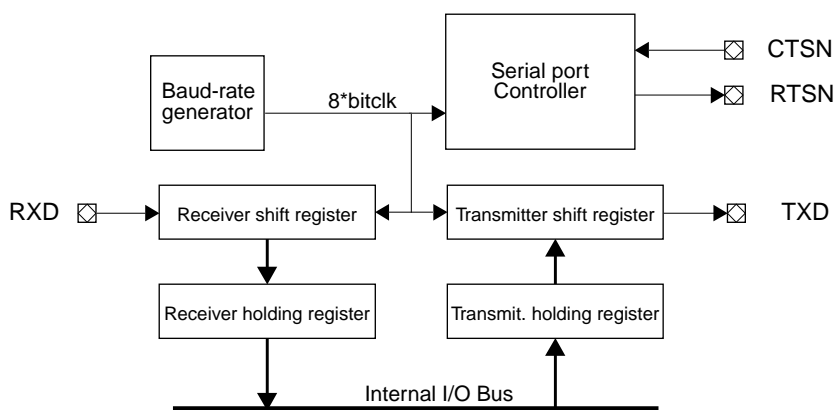 CTSN
Serial port
Controller
Baud-rate
generator
8*bitclk
RTSN
RXD
Receiver shift register
Transmitter shift register
TXD
Receiver holding register
Transmit. holding register
Internal I/O Bus